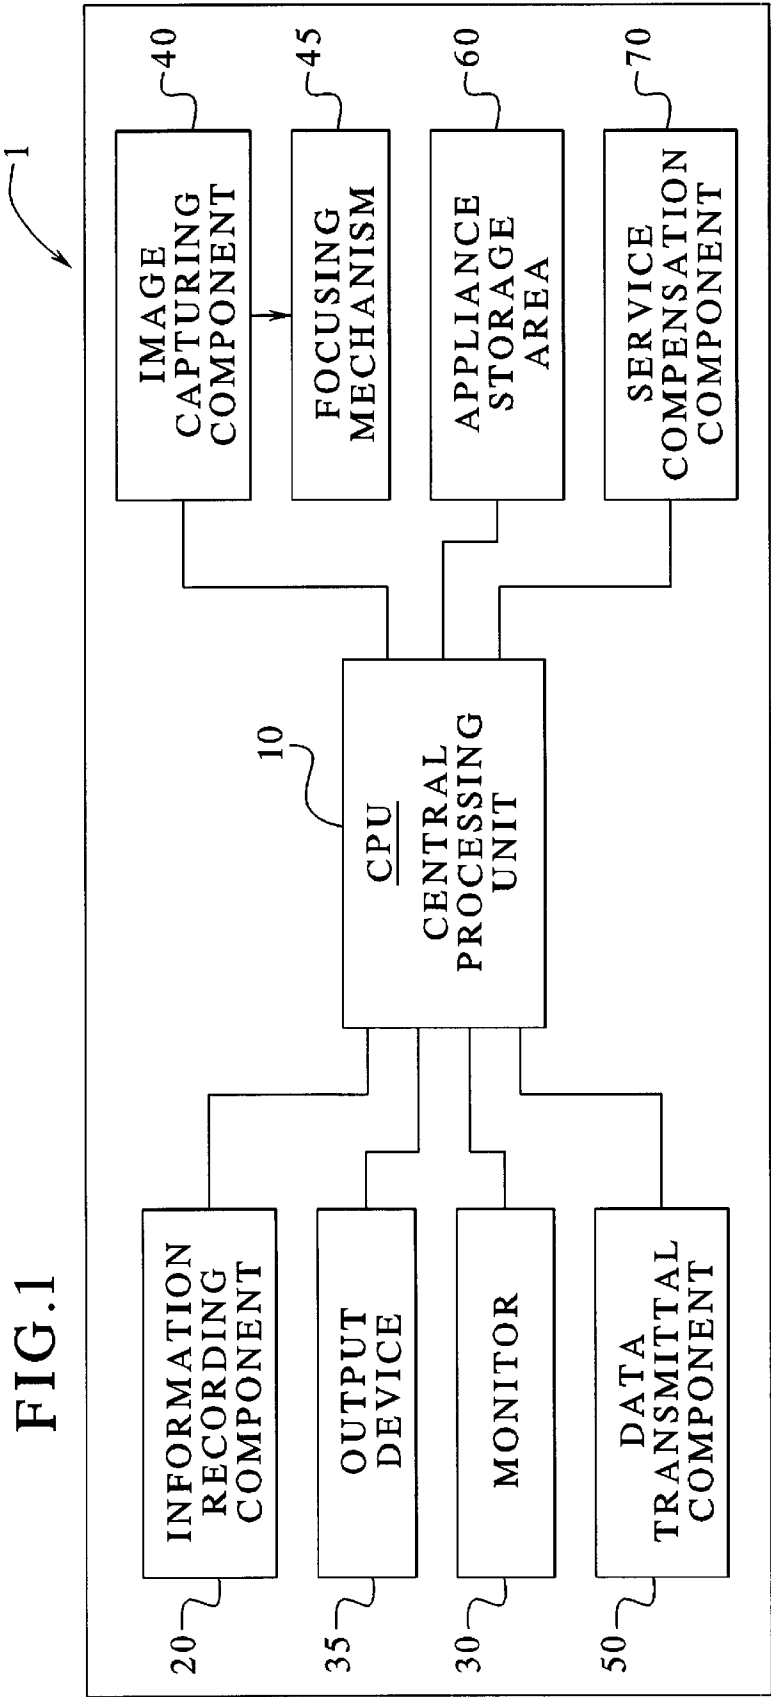 FIG.1
1
INFORMATION
RECORDING
COMPONENT
20
OUTPUT
DEVICE
35
MONITOR
30
DATA
TRANSMITTAL
COMPONENT
50
10
CPU
CENTRAL
PROCESSING
UNIT
IMAGE
CAPTURING
COMPONENT
40
FOCUSING
MECHANISM
45
APPLIANCE
STORAGE
AREA
60
SERVICE
COMPENSATION
COMPONENT
70